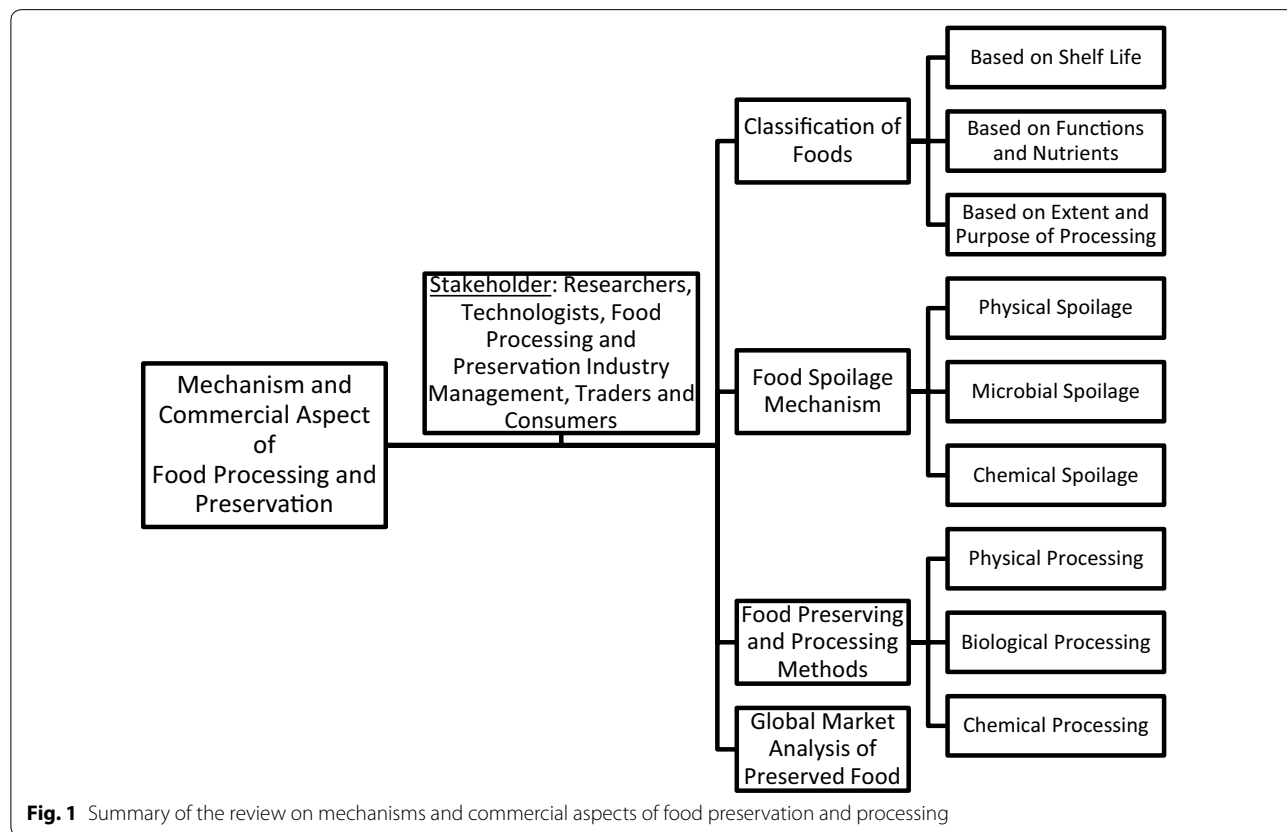 Mechanism and
Commercial Aspect
of
Food Processing and
Preservation
Stakeholder: Researchers,
Technologists, Food
Processing and
Preservation Industry
Management, Traders and
Consumers
Classification of
Foods
Based on Shelf Life
Based on Functions
and Nutrients
Based on Extent and
Purpose of Processing
Food Spoilage
Mechanism
Physical Spoilage
Microbial Spoilage
Chemical Spoilage
Food Preserving
and Processing
Methods
Physical Processing
Biological Processing
Chemical Processing
Global Market
Analysis of
Preserved Food
Fig. 1 Summary of the review on mechanisms and commercial aspects of food preservation and processing